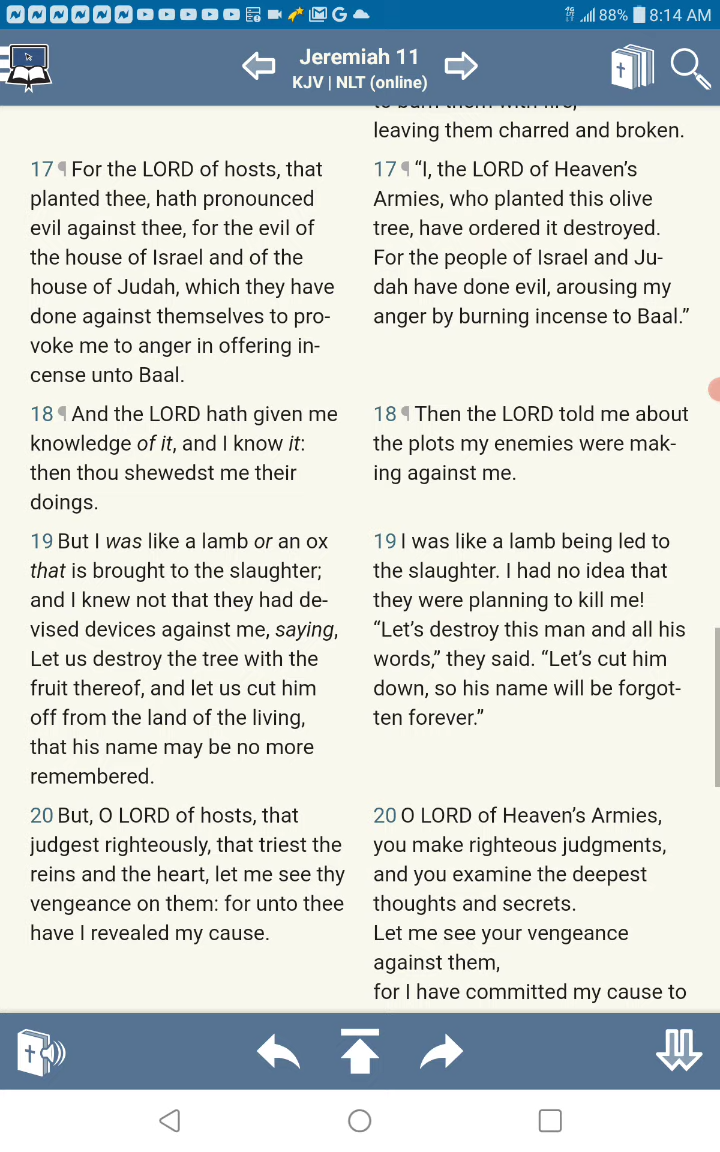 88% 8:14 AM
Jeremiah 11
KJV | NLT (online)
leaving them charred and broken.
17 ¶ For the LORD of hosts, that
planted thee, hath pronounced
evil against thee, for the evil of
the house of Israel and of the
house of Judah, which they have
done against themselves to pro-
voke me to anger in offering in-
cense unto Baal.
17 ¶ “I, the LORD of Heaven’s
Armies, who planted this olive
tree, have ordered it destroyed.
For the people of Israel and Ju-
dah have done evil, arousing my
anger by burning incense to Baal.”
18 ¶ And the LORD hath given me
knowledge of it, and I know it:
then thou shewedst me their
doings.
18 ¶ Then the LORD told me about
the plots my enemies were mak-
ing against me.
19 But I was like a lamb or an ox
that is brought to the slaughter;
and I knew not that they had de-
vised devices against me, saying,
Let us destroy the tree with the
fruit thereof, and let us cut him
off from the land of the living,
that his name may be no more
remembered.
19 I was like a lamb being led to
the slaughter. I had no idea that
they were planning to kill me!
“Let’s destroy this man and all his
words,” they said. “Let’s cut him
down, so his name will be forgot-
ten forever.”
20 But, O LORD of hosts, that
judgest righteously, that triest the
reins and the heart, let me see thy
vengeance on them: for unto thee
have I revealed my cause.
20 O LORD of Heaven’s Armies,
you make righteous judgments,
and you examine the deepest
thoughts and secrets.
Let me see your vengeance
against them,
for I have committed my cause to